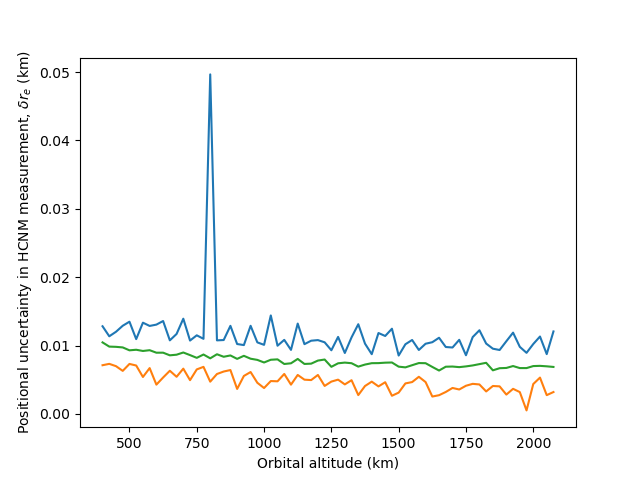 Positional uncertainty in HCNM measurement, δrₑ (km)
0.05
0.04
0.03
0.02
0.01
0.00
500 750 1000 1250 1500 1750 2000
Orbital altitude (km)